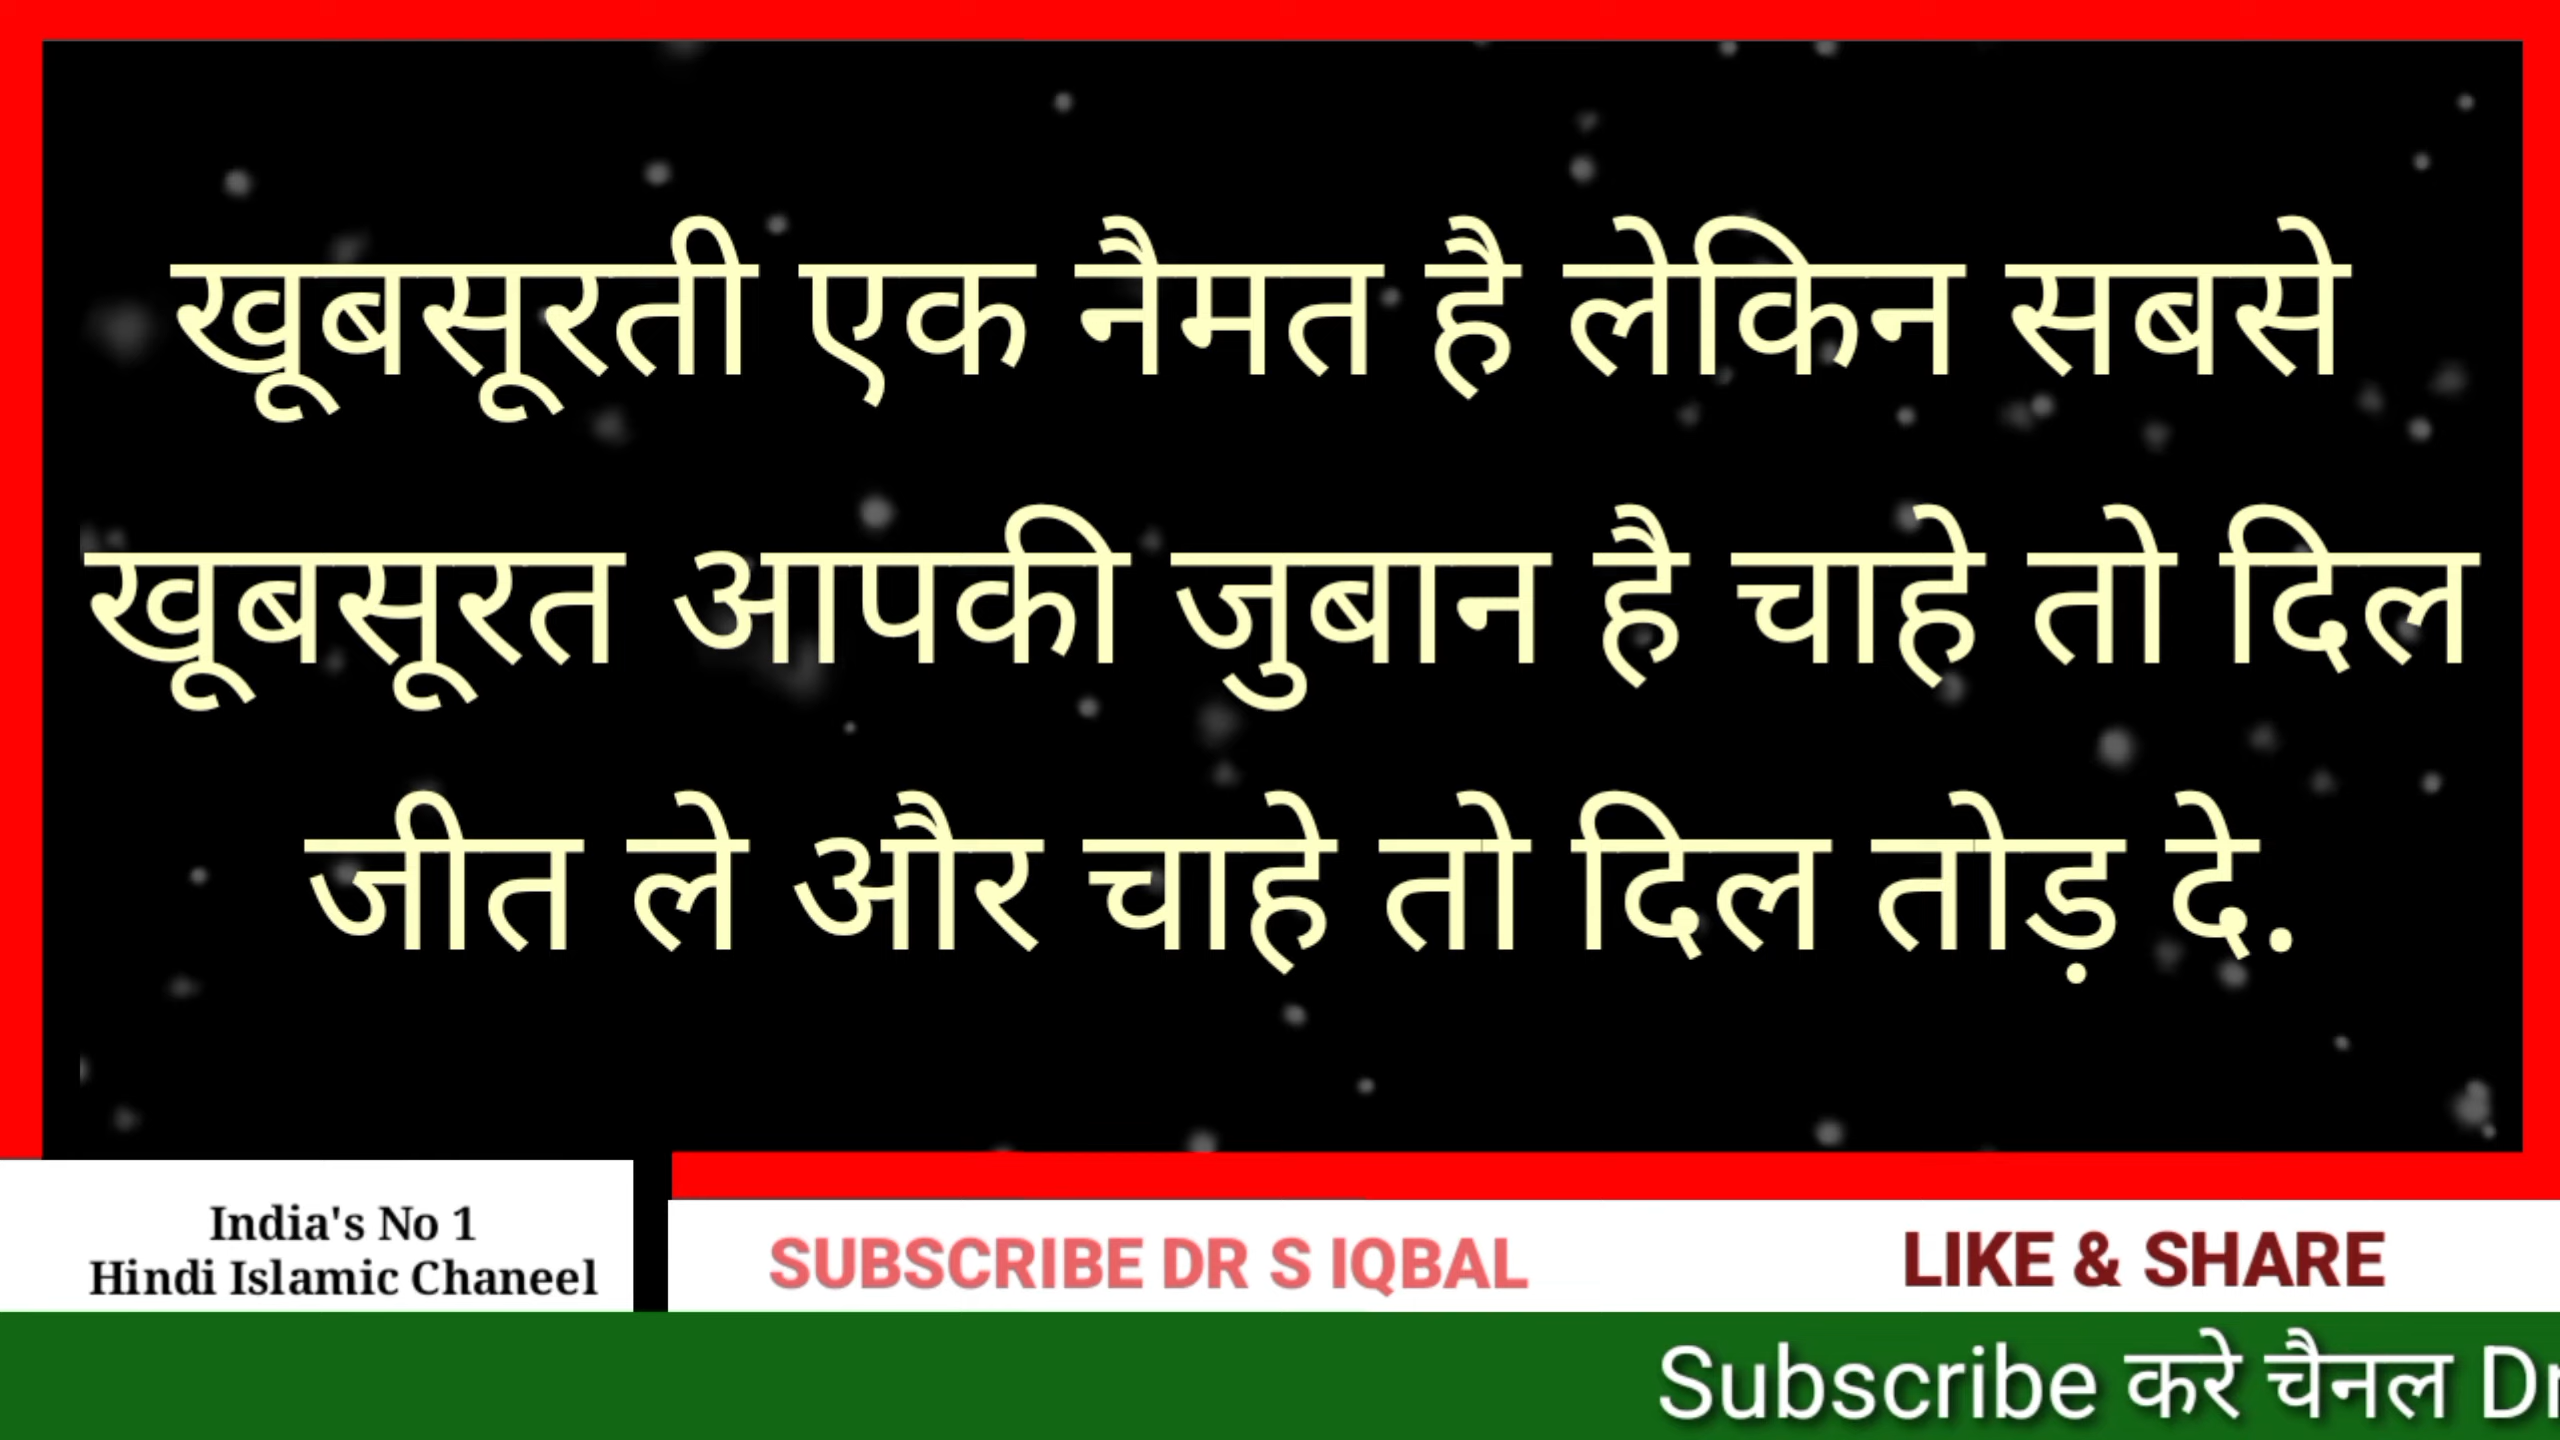 खूबसूरती एक नैमत है लेकिन सबसे
खूबसूरत आपकी जुबान है चाहे तो दिल
जीत ले और चाहे तो दिल तोड़ दे.
India's No 1
Hindi Islamic Chaneel
SUBSCRIBE DR S IQBAL
LIKE & SHARE
Subscribe करे चैनल Dr